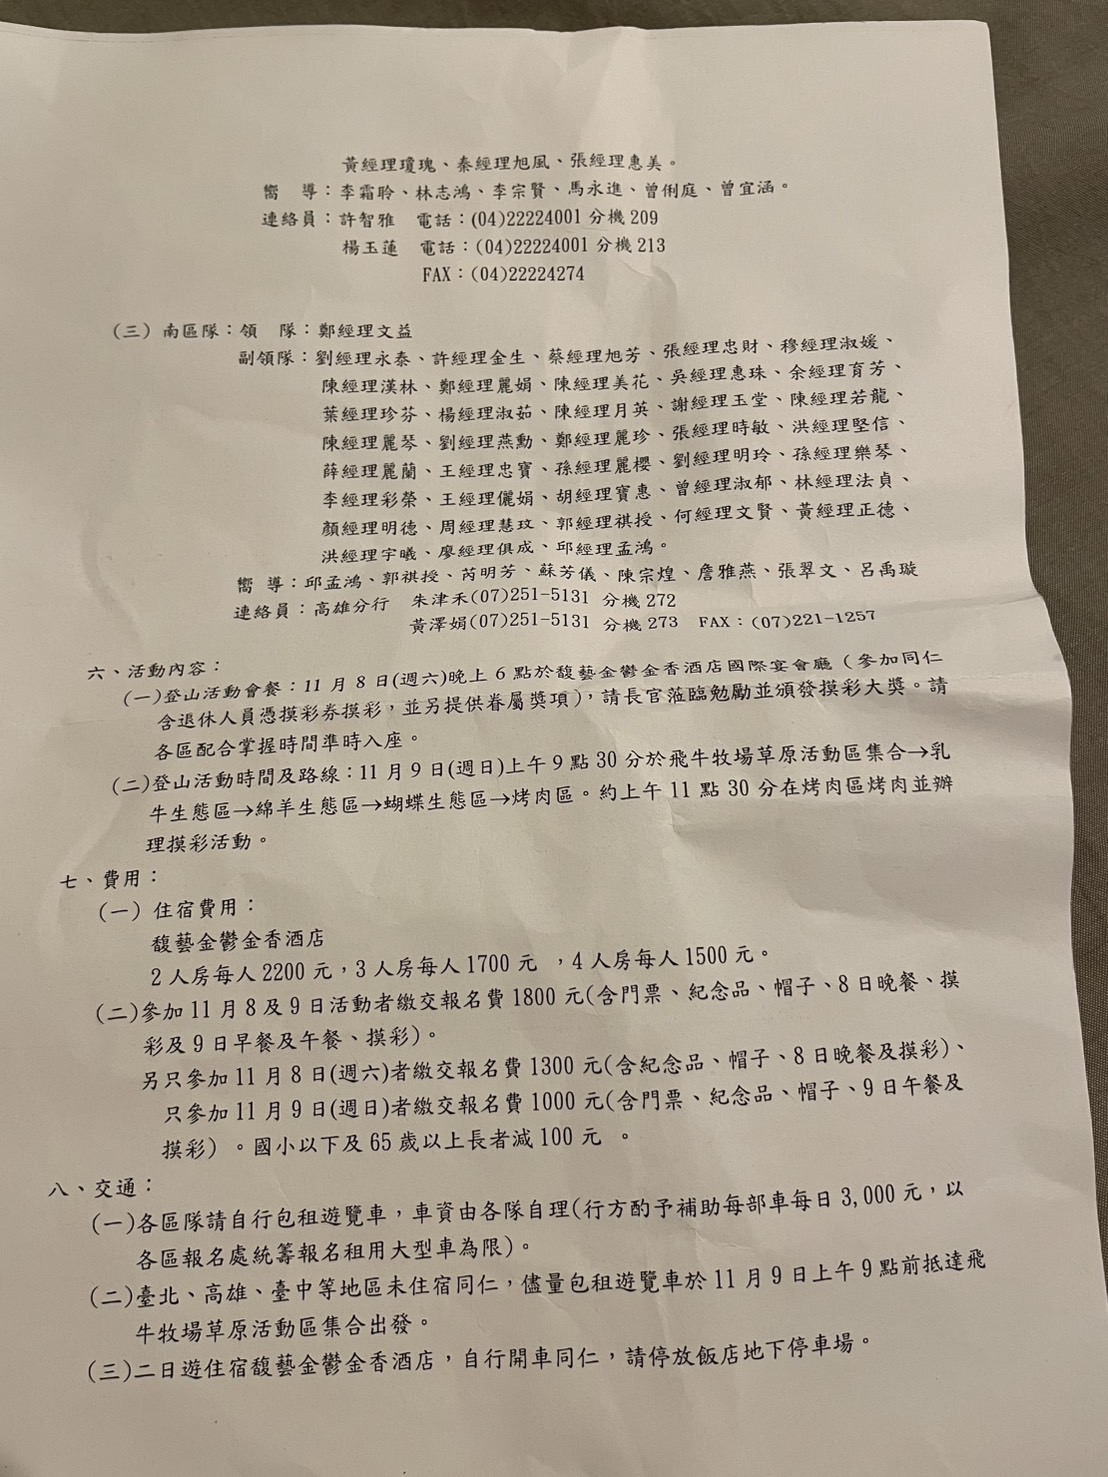 黃經理瓊瑰、秦經理旭風、張經理惠美。
嚮　導：李霜聆、林志鴻、李宗賢、馬永進、曾俐庭、曾宜涵。
連絡員：許智雅　電話：(04)22224001 分機 209
楊玉蓮　電話：(04)22224001 分機 213
FAX：(04)22224274
(三) 南區隊：領　隊：鄭經理文益
副領隊：劉經理永泰、許經理金生、蔡經理旭芳、張經理忠財、穆經理淑媛、
陳經理漢林、鄭經理麗娟、陳經理美花、吳經理惠珠、余經理育芳、
葉經理珍芬、楊經理淑茹、陳經理月英、謝經理玉堂、陳經理若龍、
陳經理麗琴、劉經理燕勳、鄭經理麗珍、張經理時敏、洪經理堅信、
薛經理麗蘭、王經理忠寶、孫經理麗櫻、劉經理明玲、孫經理樂琴、
李經理彩榮、王經理儷娟、胡經理寶惠、曾經理淑郁、林經理法貞、
顏經理明德、周經理慧玟、郭經理祺授、何經理文賢、黃經理正德、
洪經理宇曦、廖經理俱成、邱經理孟鴻。
嚮 導：邱孟鴻、郭祺授、芮明芳、蘇芳儀、陳宗煌、詹雅燕、張翠文、呂禹璇
連絡員：高雄分行　朱津禾(07)251-5131 分機 272
黃澤娟(07)251-5131 分機 273　FAX：(07)221-1257
六、活動內容：
(一)登山活動會餐：11 月 8 日(週六)晚上 6 點於馥藝金鬱金香酒店國際宴會廳（參加同仁
含退休人員憑摸彩券摸彩，並另提供眷屬獎項)，請長官蒞臨勉勵並頒發摸彩大獎。請
各區配合掌握時間準時入座。
(二)登山活動時間及路線：11 月 9 日(週日)上午 9 點 30 分於飛牛牧場草原活動區集合→乳
牛生態區→綿羊生態區→蝴蝶生態區→烤肉區。約上午 11 點 30 分在烤肉區烤肉並辦
理摸彩活動。
七、費用：
(一) 住宿費用：
馥藝金鬱金香酒店
2 人房每人 2200 元，3 人房每人 1700 元 ，4 人房每人 1500 元。
(二)參加 11 月 8 及 9 日活動者繳交報名費 1800 元(含門票、紀念品、帽子、8 日晚餐、摸
彩及 9 日早餐及午餐、摸彩)。
另只參加 11 月 8 日(週六)者繳交報名費 1300 元(含紀念品、帽子、8 日晚餐及摸彩)、
只參加 11 月 9 日(週日)者繳交報名費 1000 元(含門票、紀念品、帽子、9 日午餐及
摸彩) 。國小以下及 65 歲以上長者減 100 元 。
八、交通：
(一)各區隊請自行包租遊覽車，車資由各隊自理(行方酌予補助每部車每日 3,000 元，以
各區報名處統籌報名租用大型車為限)。
(二)臺北、高雄、臺中等地區未住宿同仁，儘量包租遊覽車於 11 月 9 日上午 9 點前抵達飛
牛牧場草原活動區集合出發。
(三)二日遊住宿馥藝金鬱金香酒店，自行開車同仁，請停放飯店地下停車場。